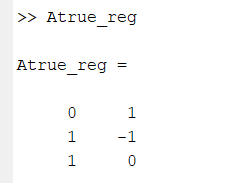 >> Atrue_reg
Atrue_reg =
0 1
1 -1
1 0